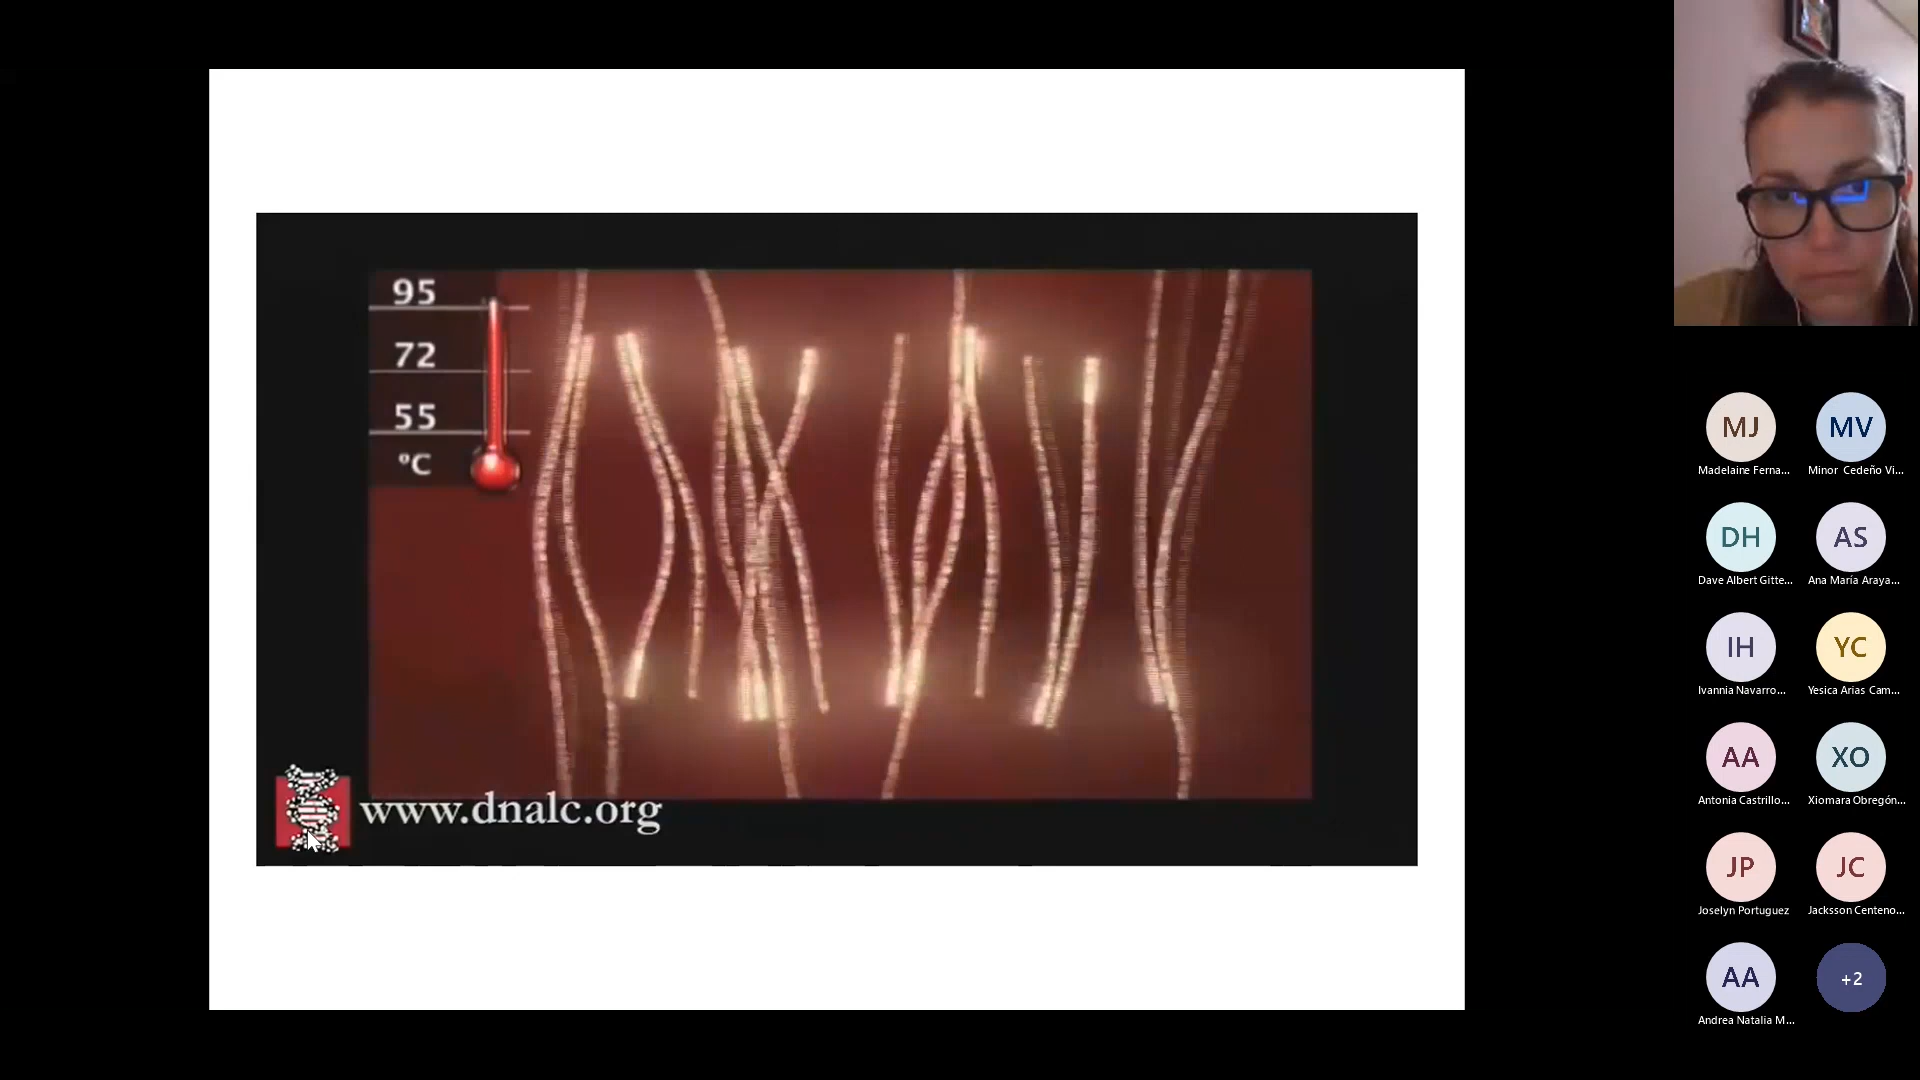 95
72
55
ºC
www.dnalc.org
MJ
MV
Madelaine Ferna...
Minor Cedeño Vi...
DH
AS
Dave Albert Gitte...
Ana María Araya...
IH
YC
Ivannia Navarro...
Yesica Arias Cam...
AA
XO
Antonia Castrillo...
Xiomara Obregón...
JP
JC
Joselyn Portuguez
Jacksson Centeno...
AA
+2
Andrea Natalia M...